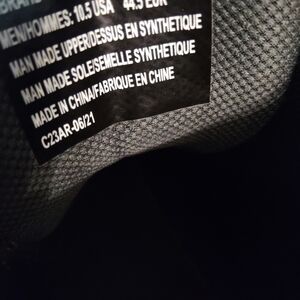 BRAND
MEN/HOMMES: 10.5 USA 44.5 EUR
MAN MADE UPPER/DESSUS EN SYNTHETIQUE
MAN MADE SOLE/SEMELLE SYNTHETIQUE
MADE IN CHINA/FABRIQUE EN CHINE
C23AR-06/21